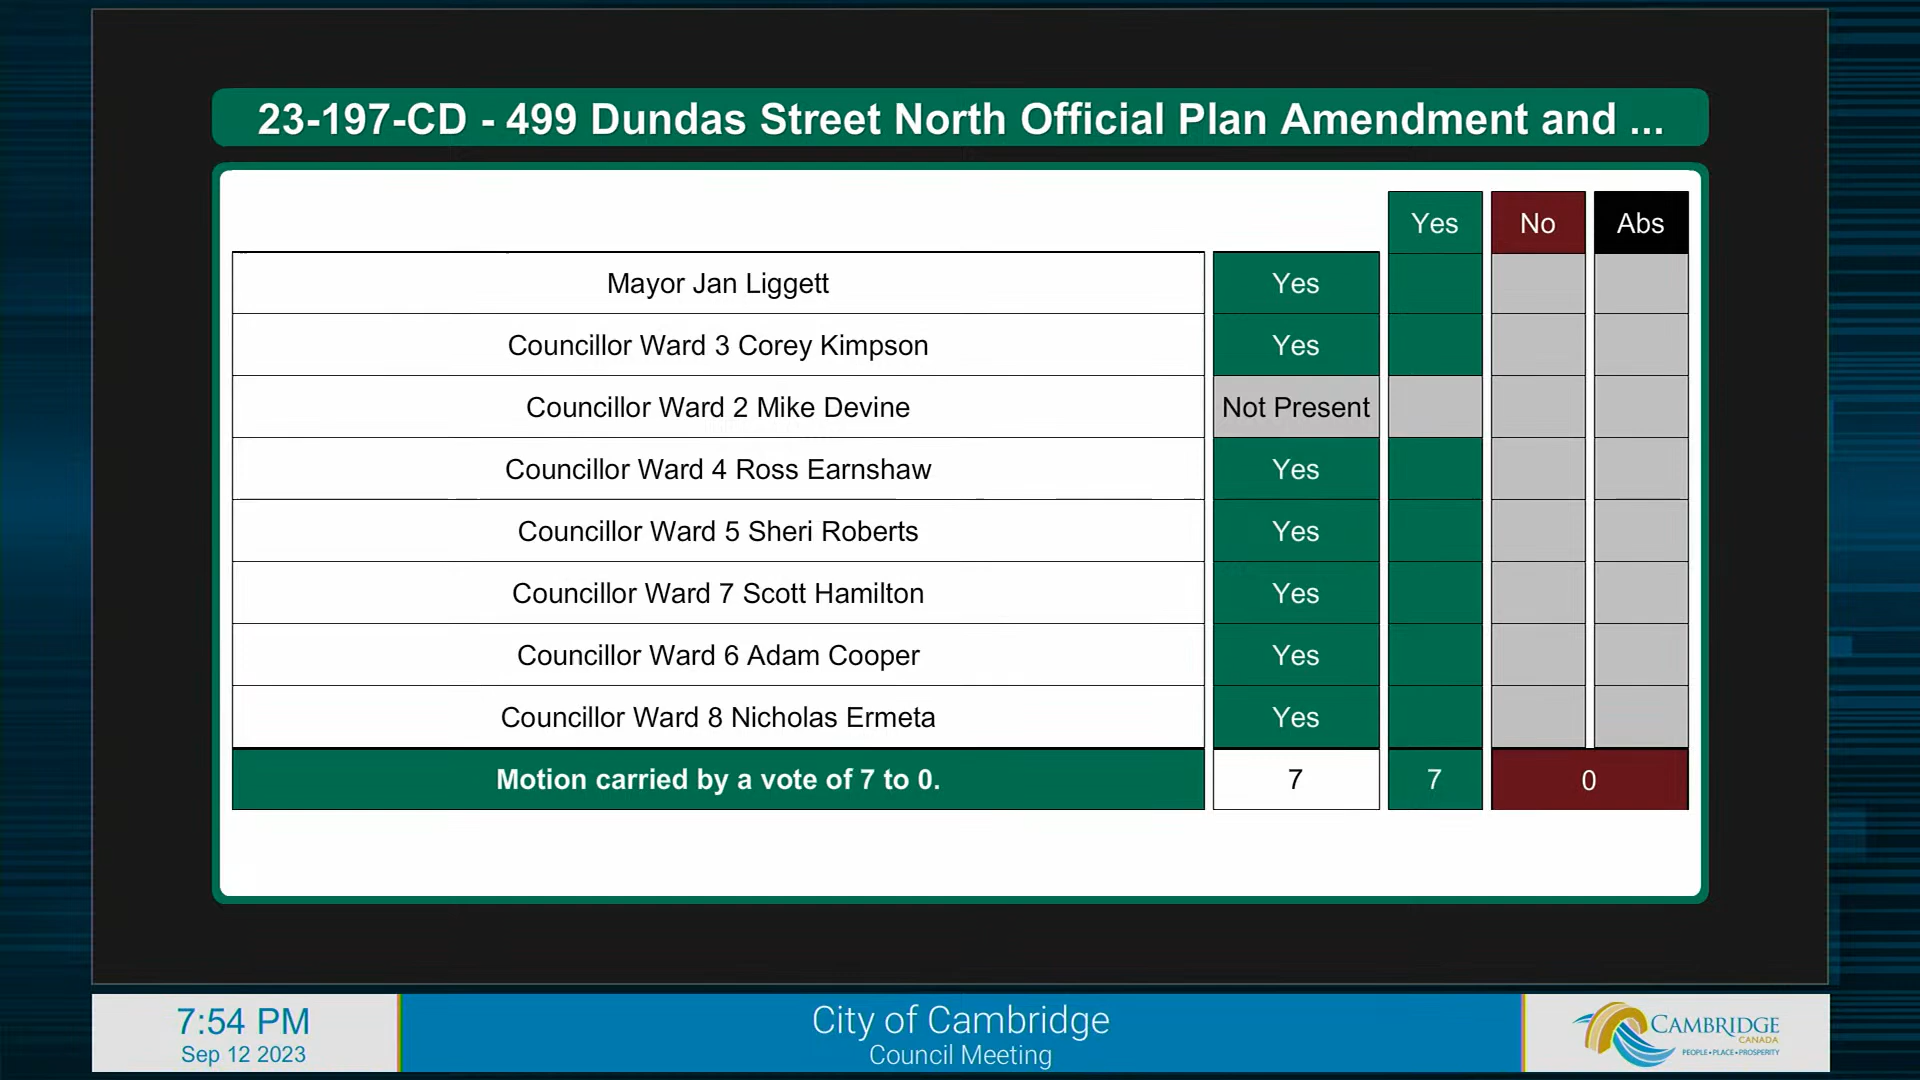 23-197-CD - 499 Dundas Street North Official Plan Amendment and ...
Yes No Abs
Mayor Jan Liggett Yes
Councillor Ward 3 Corey Kimpson Yes
Councillor Ward 2 Mike Devine Not Present
Councillor Ward 4 Ross Earnshaw Yes
Councillor Ward 5 Sheri Roberts Yes
Councillor Ward 7 Scott Hamilton Yes
Councillor Ward 6 Adam Cooper Yes
Councillor Ward 8 Nicholas Ermeta Yes
Motion carried by a vote of 7 to 0. 7 7 0
7:54 PM
Sep 12 2023
City of Cambridge
Council Meeting
CAMBRIDGE
CANADA
PEOPLE • PLACE • PROSPERITY